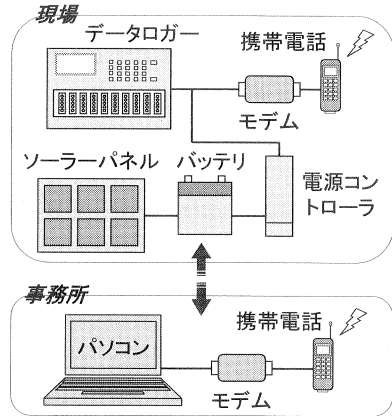 現場
データロガー
携帯電話
モデム
ソーラーパネル
バッテリ
電源コン
トローラ
事務所
携帯電話
パソコン
モデム